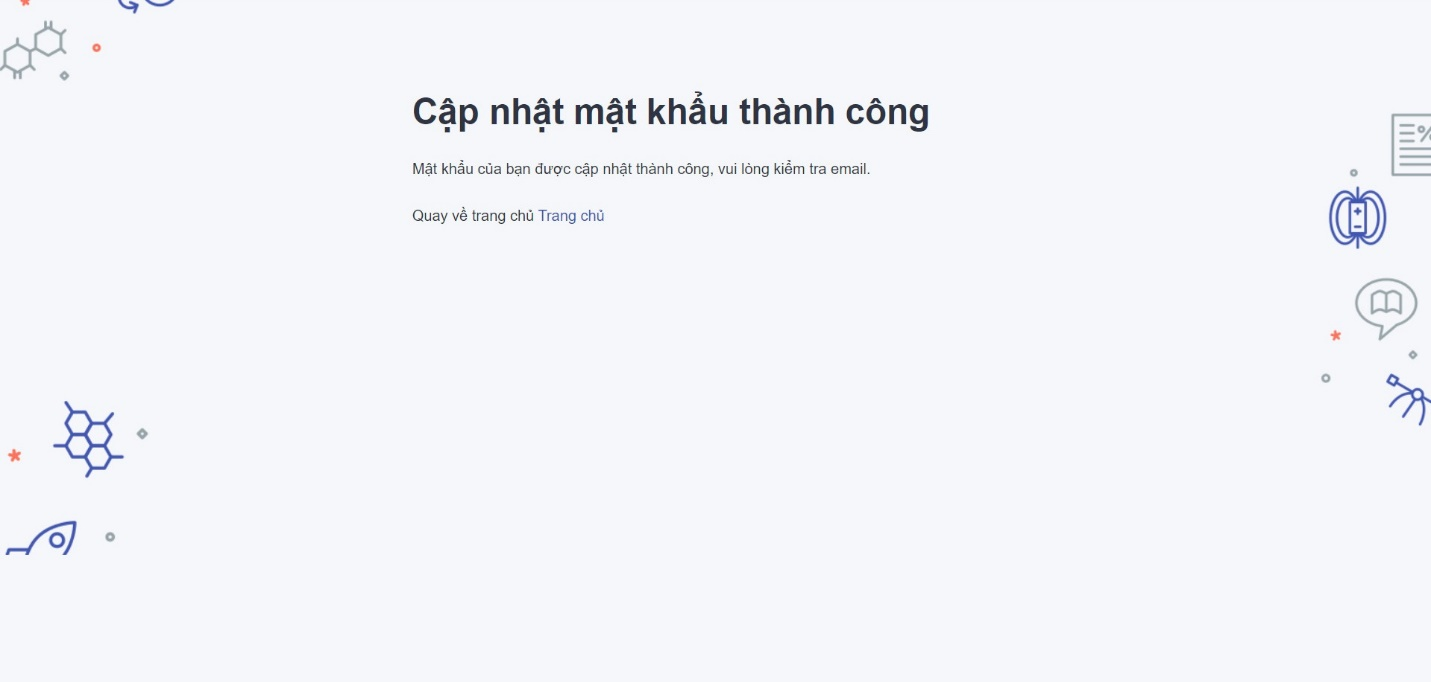 Cập nhật mật khẩu thành công
Mật khẩu của bạn được cập nhật thành công, vui lòng kiểm tra email.
Quay về trang chủ Trang chủ